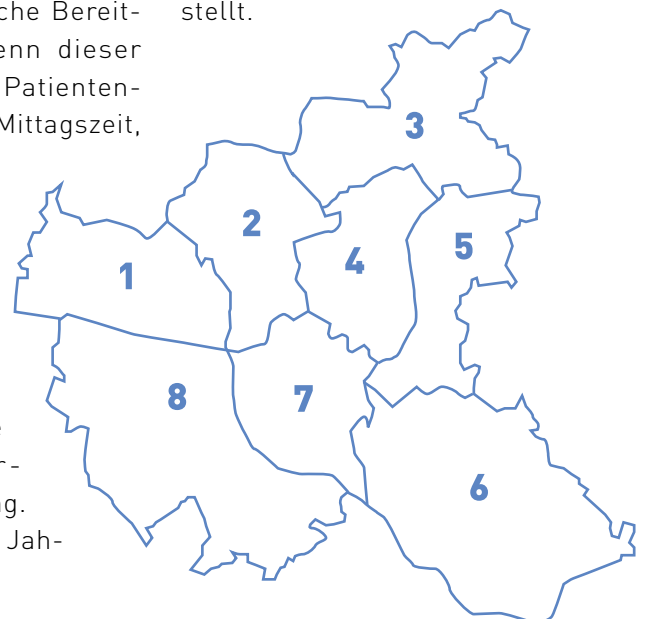 che Bereit-
enn dieser
Patienten-
Mittagszeit,
stellt.
3
2
5
4
1
8
7
6
r-
g.
Jah-